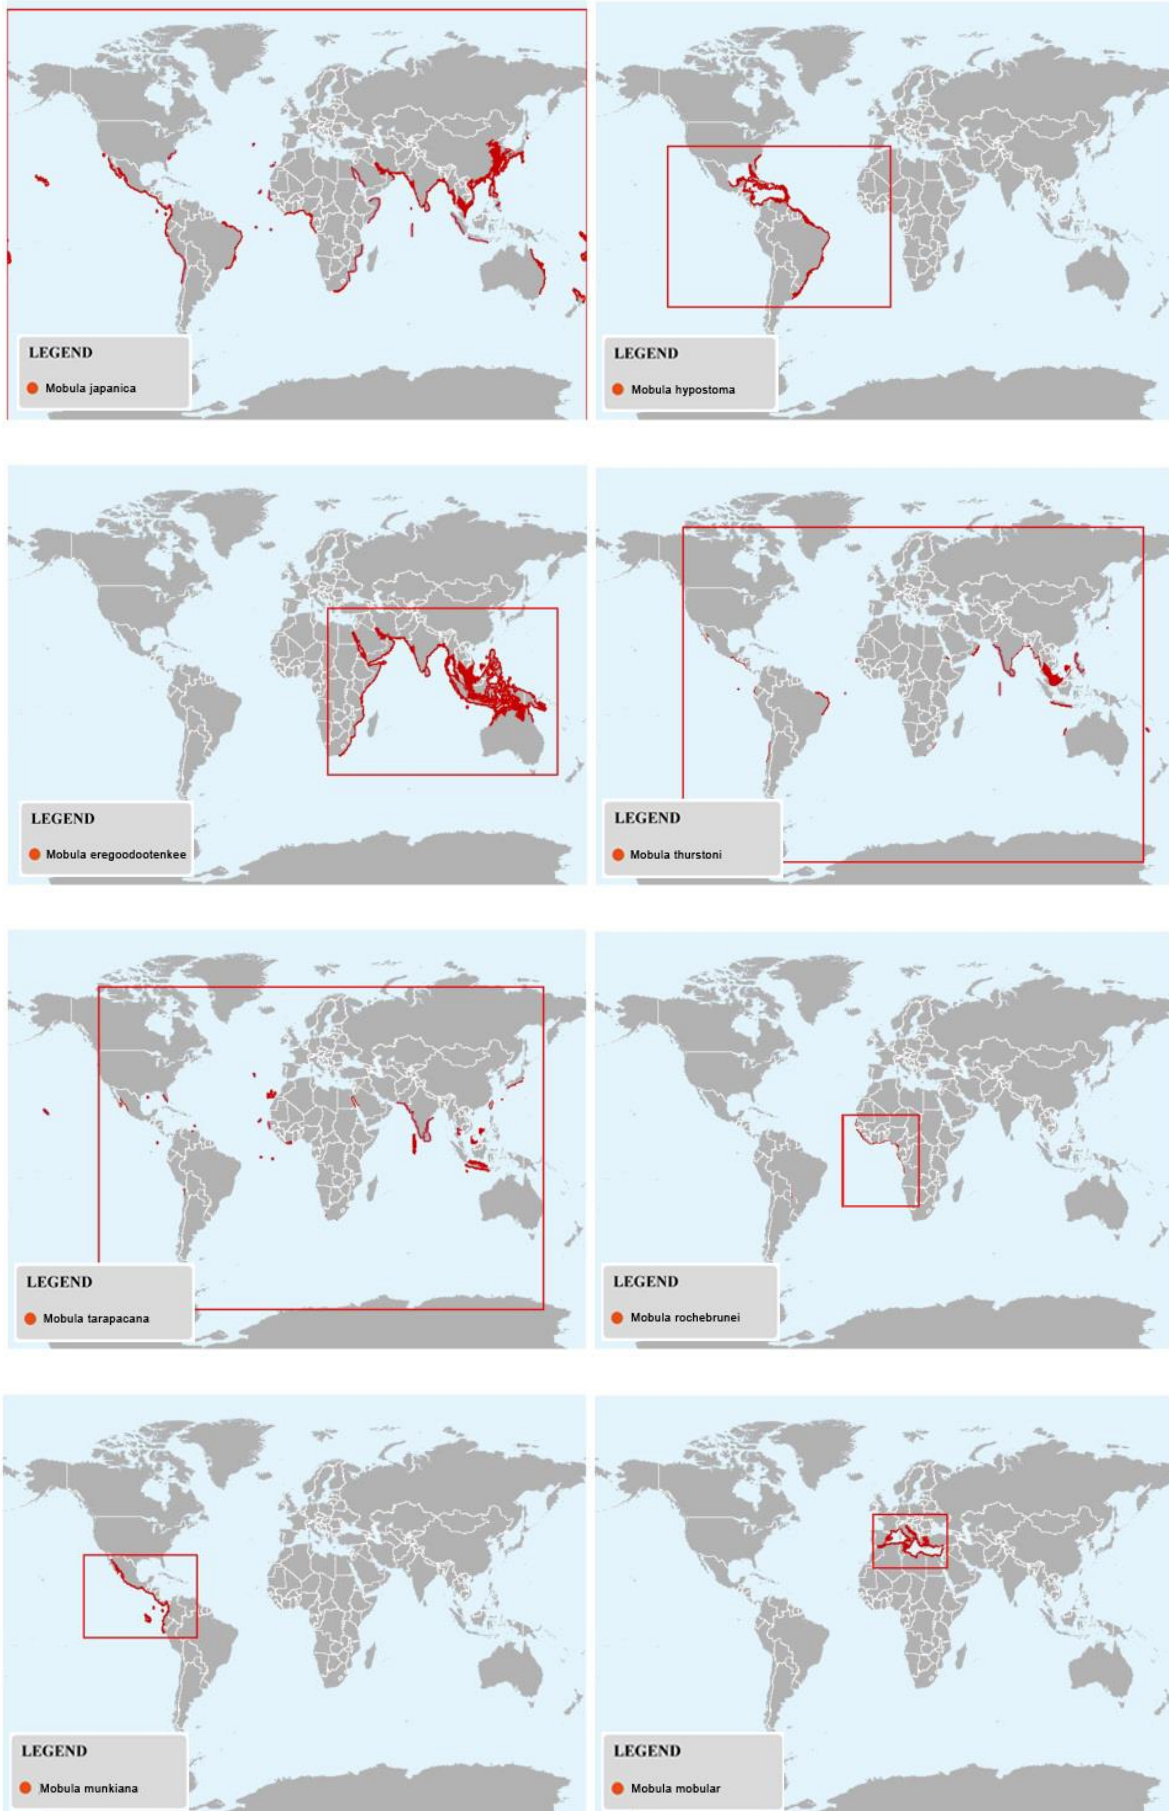 LEGEND
Mobula japanica
LEGEND
Mobula hypostoma
LEGEND
Mobula eregoodootenkee
LEGEND
Mobula thurstoni
LEGEND
Mobula tarapacana
LEGEND
Mobula rochebrunei
LEGEND
Mobula munkiana
LEGEND
Mobula mobular